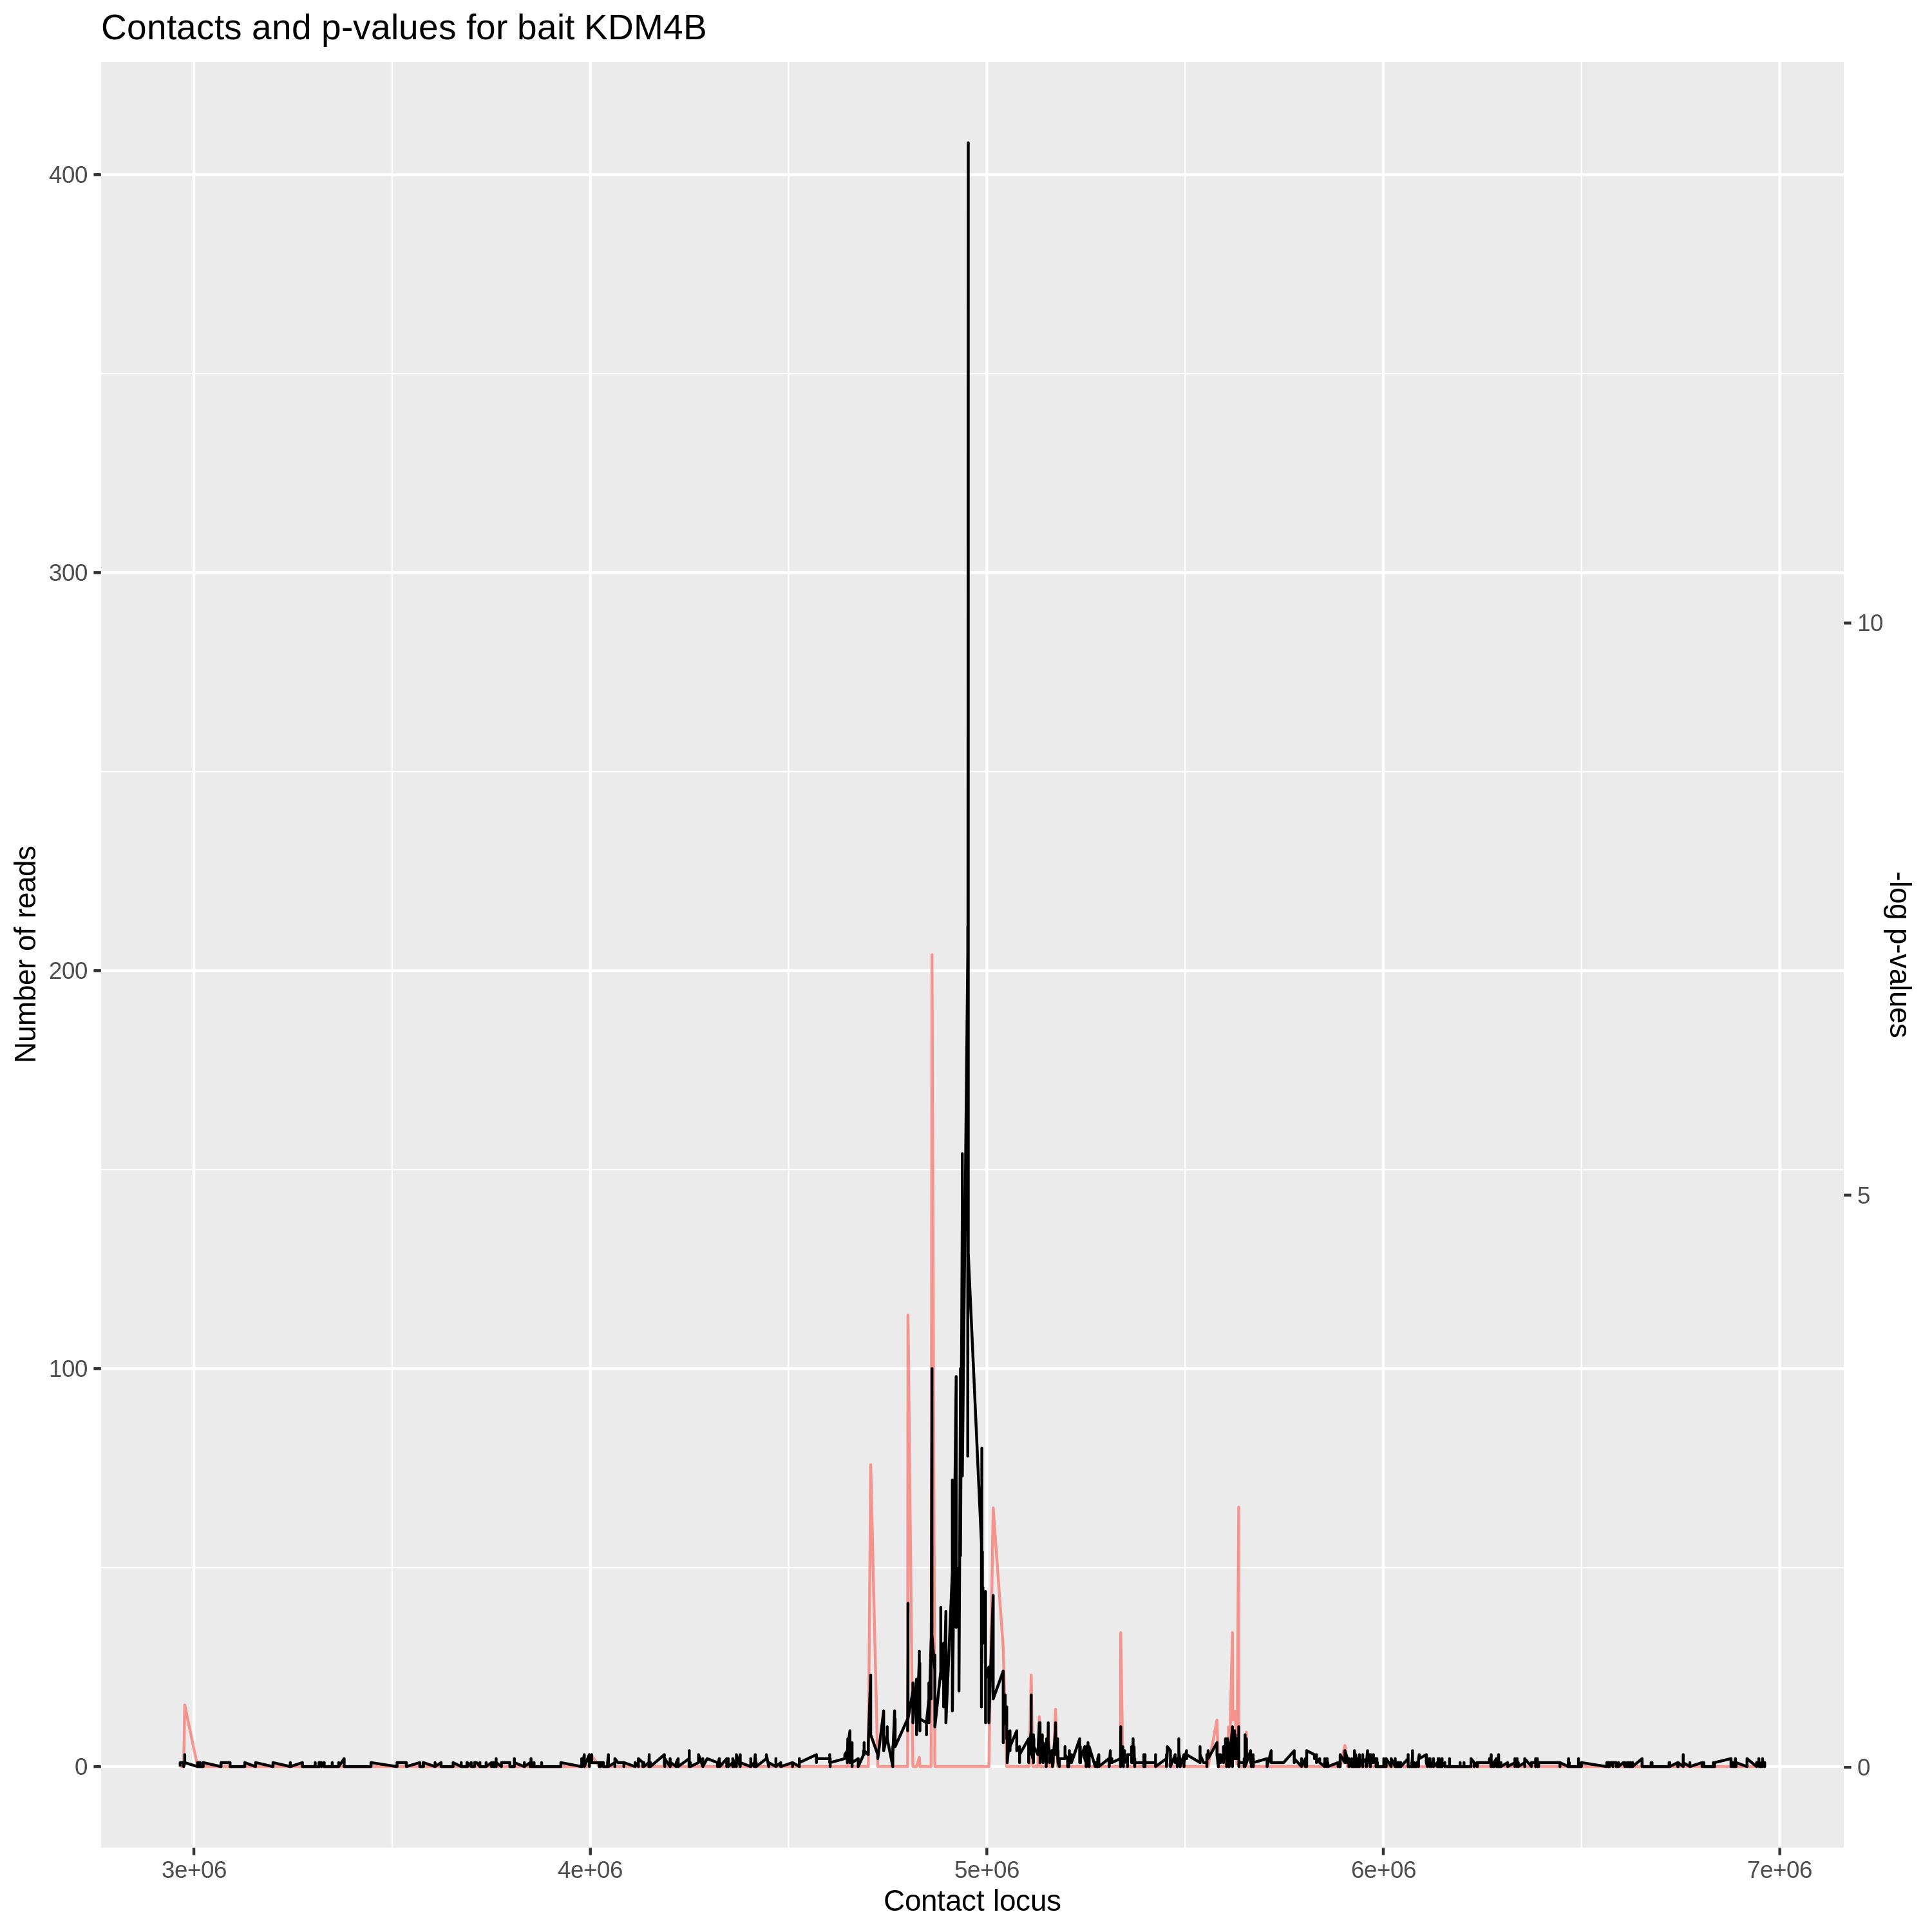 Contacts and p-values for bait KDM4B
400
300
200
100
0
Number of reads
10
5
0
-log p-values
3e+06
4e+06
5e+06
6e+06
7e+06
Contact locus